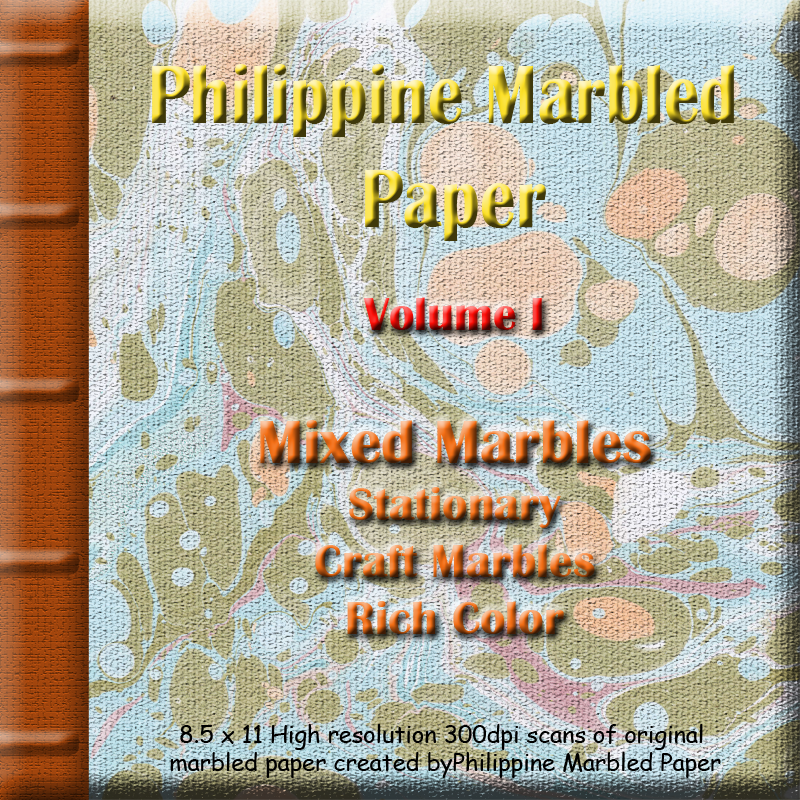 Philippine Marbled
Paper
Volume I
Mixed Marbles
Stationary
Craft Marbles
Rich Color
8.5 x 11 High resolution 300dpi scans of original
marbled paper created byPhilippine Marbled Paper